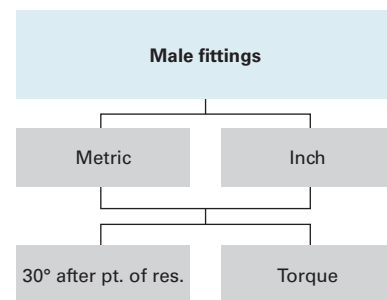 Male fittings
Metric
Inch
30° after pt. of res.
Torque